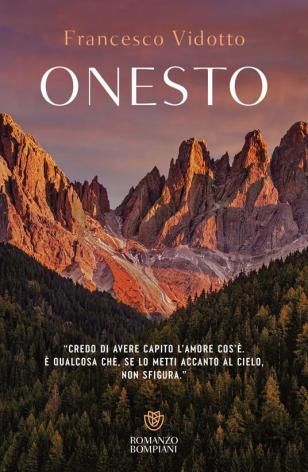 Francesco Vidotto
ONESTO
“CREDO DI AVERE CAPITO L’AMORE COS’È.
È QUALCOSA CHE, SE LO METTI ACCANTO AL CIELO,
NON SFIGURA.”
ROMANZO
BOMPIANI